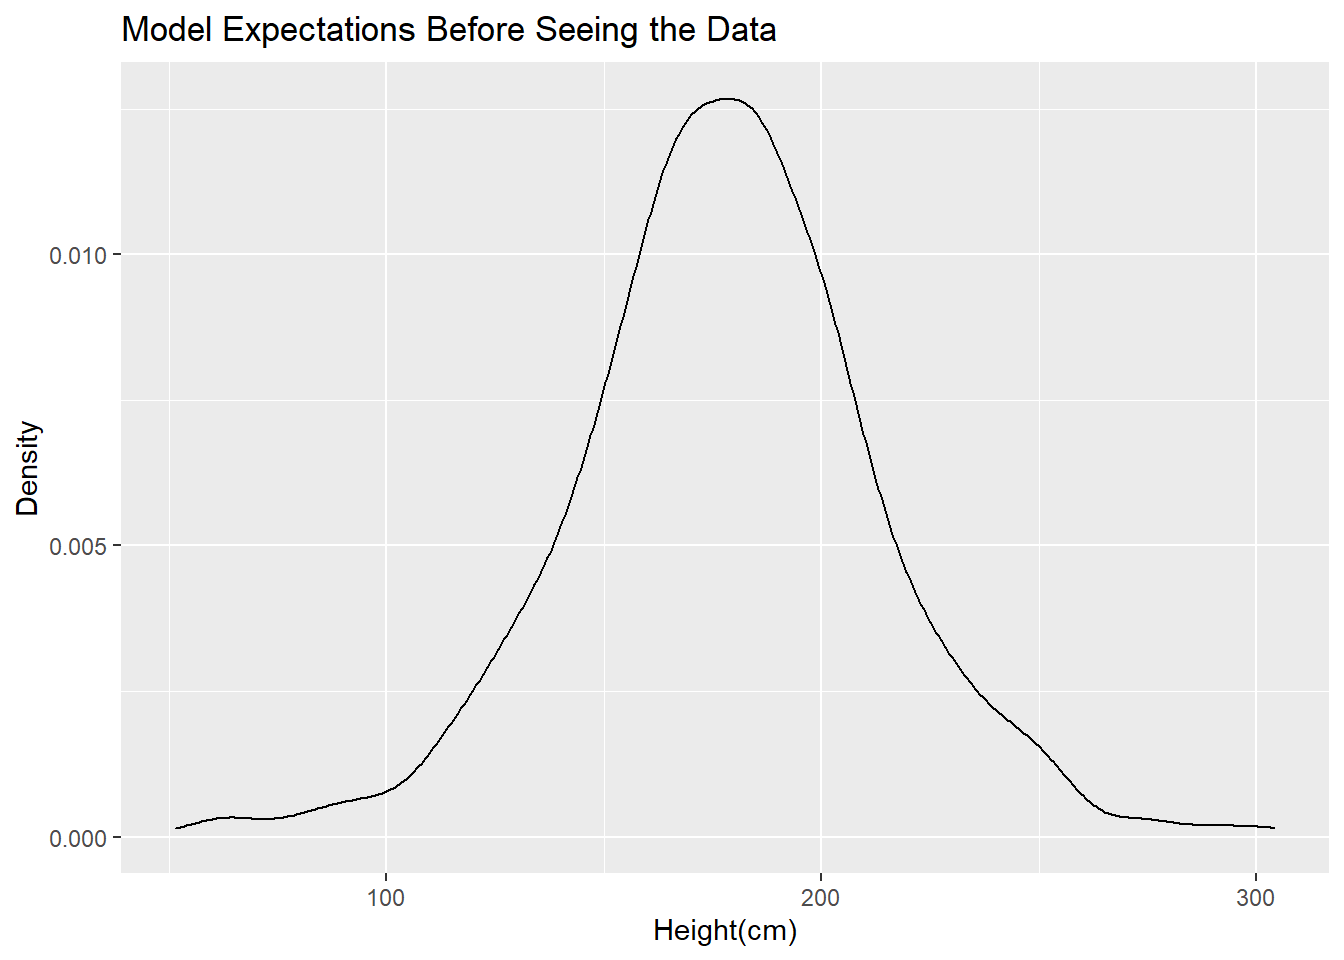 Model Expectations Before Seeing the Data
0.010
0.005
0.000
Density
100
200
300
Height(cm)